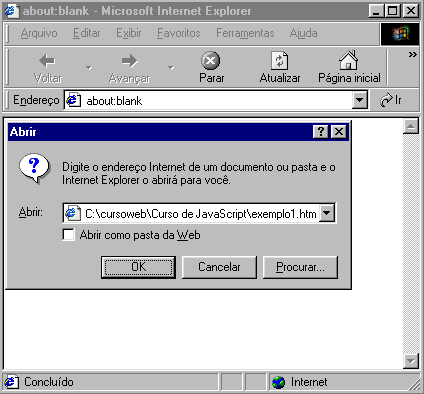 about:blank - Microsoft Internet Explorer
Arquivo Editar Exibir Favoritos Ferramentas Ajuda
Voltar Avançar Parar Atualizar Página inicial »
Endereço about:blank Ir
Abrir
Digite o endereço Internet de um documento ou pasta e o
Internet Explorer o abrirá para você.
Abrir: C:\cursoweb\Curso de JavaScript\exemplo1.htm
Abrir como pasta da Web
OK Cancelar Procurar...
Concluído Internet